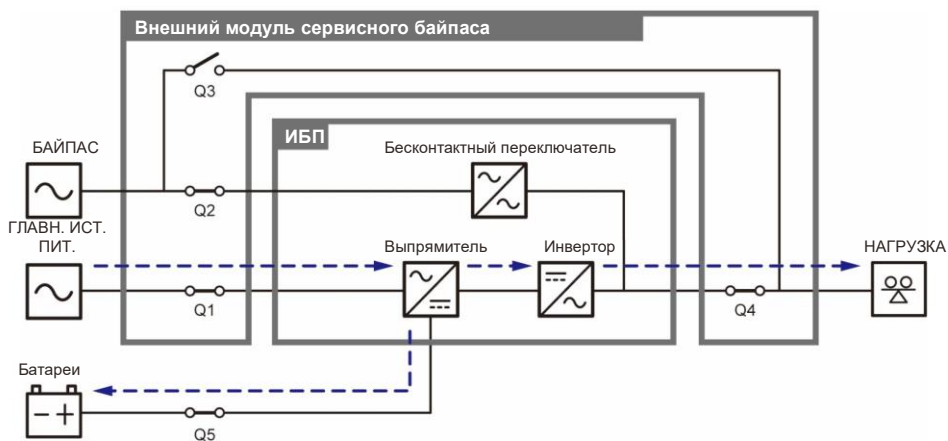 Внешний модуль сервисного байпаса
Q3
ИБП
БАЙПАС
Бесконтактный переключатель
Q2
ГЛАВН. ИСТ.
ПИТ.
Выпрямитель
Инвертор
НАГРУЗКА
Q1
Q4
Батареи
Q5